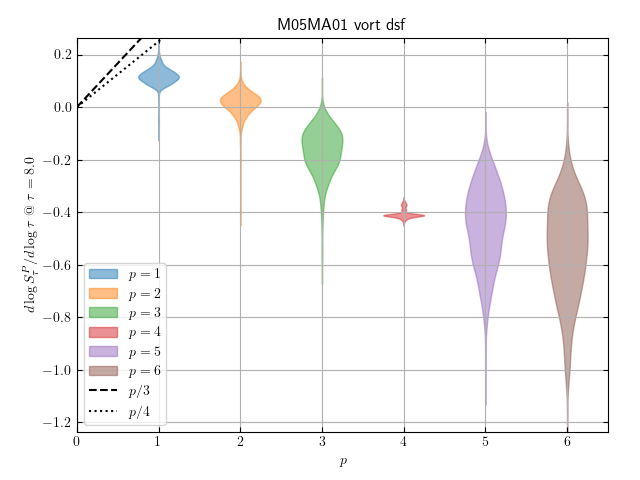 M05MA01 vort dsf
d log S_τ^P / d log τ @ τ = 8.0
0.2
0.0
−0.2
−0.4
−0.6
−0.8
−1.0
−1.2
p = 1
p = 2
p = 3
p = 4
p = 5
p = 6
p/3
p/4
0 1 2 3 4 5 6
p